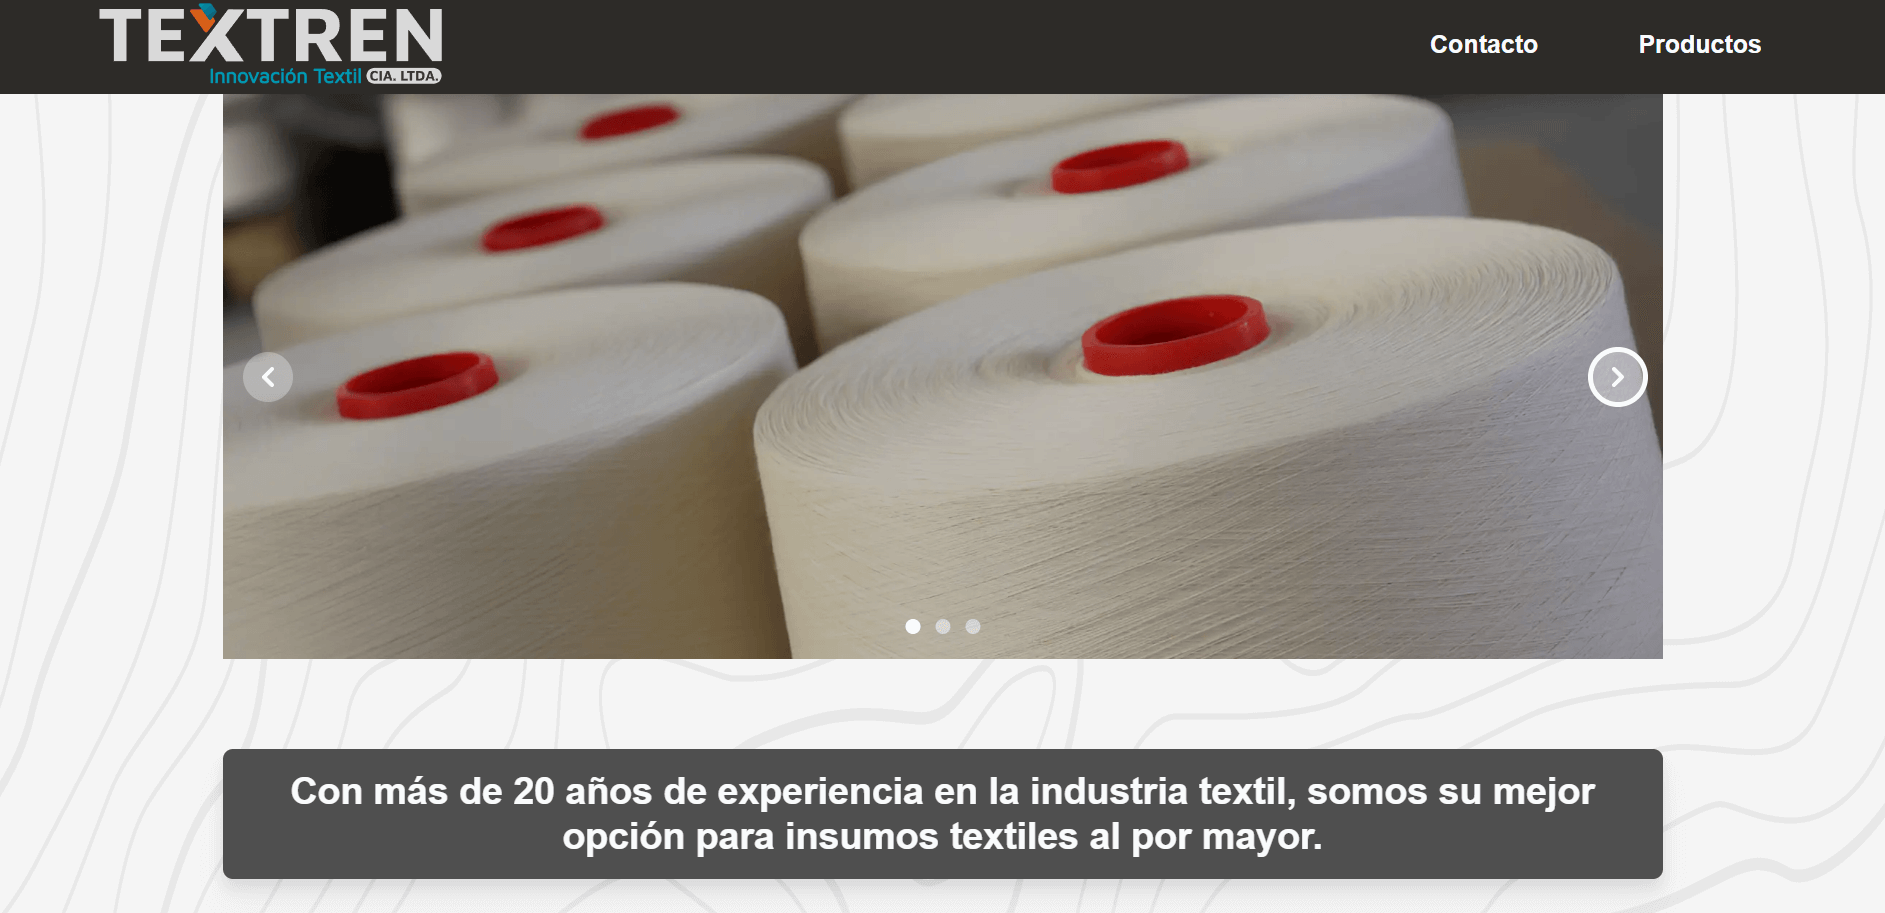 TEXTREN
Innovación Textil CIA. LTDA.
Contacto
Productos
Con más de 20 años de experiencia en la industria textil, somos su mejor
opción para insumos textiles al por mayor.